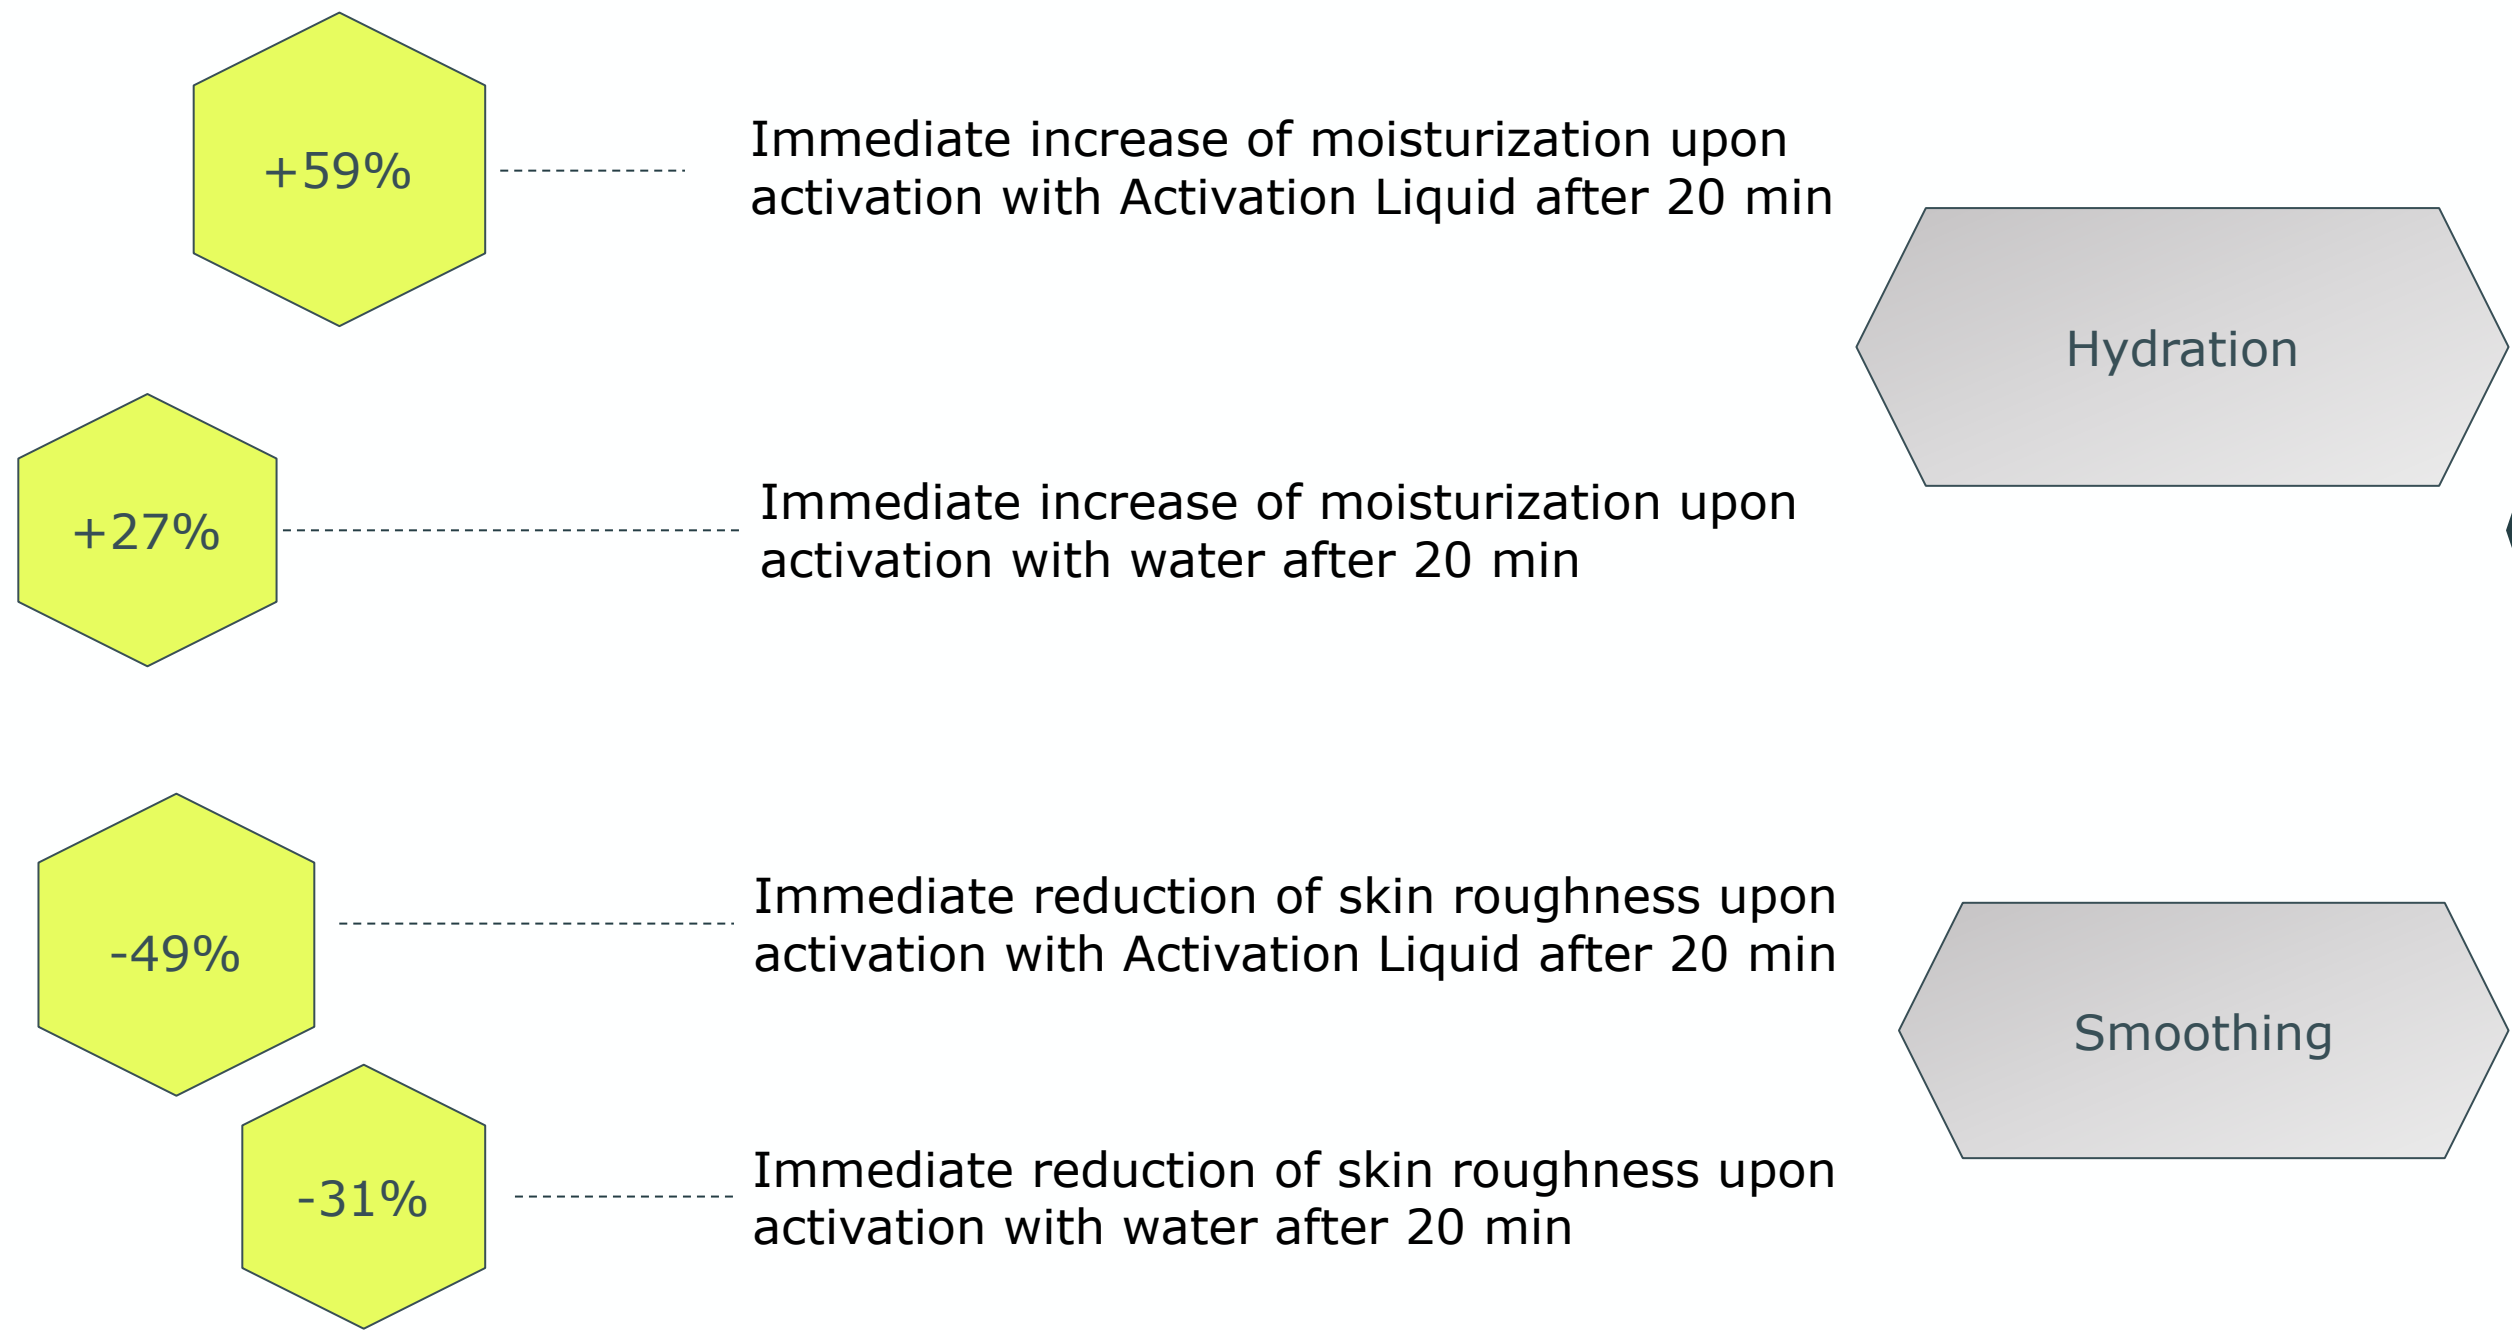 +59%
Immediate increase of moisturization upon
activation with Activation Liquid after 20 min
Hydration
+27%
Immediate increase of moisturization upon
activation with water after 20 min
-49%
Immediate reduction of skin roughness upon
activation with Activation Liquid after 20 min
Smoothing
-31%
Immediate reduction of skin roughness upon
activation with water after 20 min